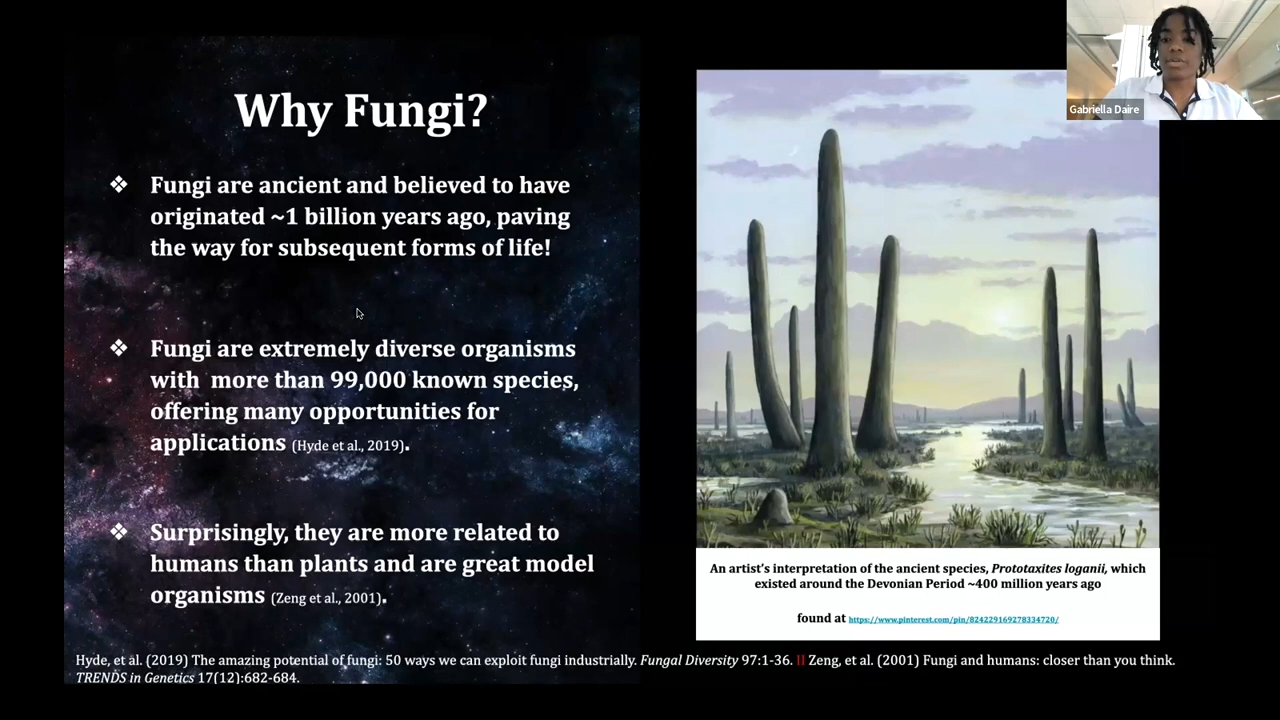 Why Fungi?
❖ Fungi are ancient and believed to have
originated ~1 billion years ago, paving
the way for subsequent forms of life!
❖ Fungi are extremely diverse organisms
with more than 99,000 known species,
offering many opportunities for
applications (Hyde et al., 2019).
❖ Surprisingly, they are more related to
humans than plants and are great model
organisms (Zeng et al., 2001).
Gabriella Daire
An artist's interpretation of the ancient species, Prototaxites loganii, which
existed around the Devonian Period ~400 million years ago
found at https://www.pinterest.com/pin/824229169278334720/
Hyde, et al. (2019) The amazing potential of fungi: 50 ways we can exploit fungi industrially. Fungal Diversity 97:1-36. II Zeng, et al. (2001) Fungi and humans: closer than you think.
TRENDS in Genetics 17(12):682-684.